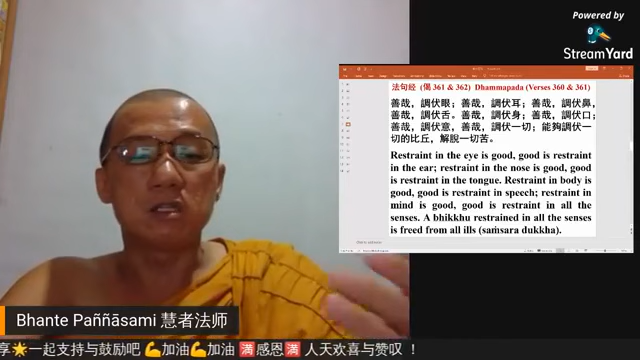 Powered by
StreamYard
法句经 (偈 361 & 362) Dhammapada (Verses 360 & 361)
善哉，調伏眼；善哉，調伏耳；善哉，調伏鼻，
善哉，調伏舌。善哉，調伏身；善哉，調伏口；
善哉，調伏意，善哉，調伏一切；能夠調伏一
切的比丘，解脫一切苦。
Restraint in the eye is good, good is restraint
in the ear; restraint in the nose is good, good
is restraint in the tongue. Restraint in body is
good, good is restraint in speech; restraint in
mind is good, good is restraint in all the
senses. A bhikkhu restrained in all the senses
is freed from all ills (saṁsara dukkha).
Bhante Paññāsami 慧者法师
享🌟一起支持与鼓励吧 💪加油💪加油 🈵感恩🈵 人天欢喜与赞叹 ！